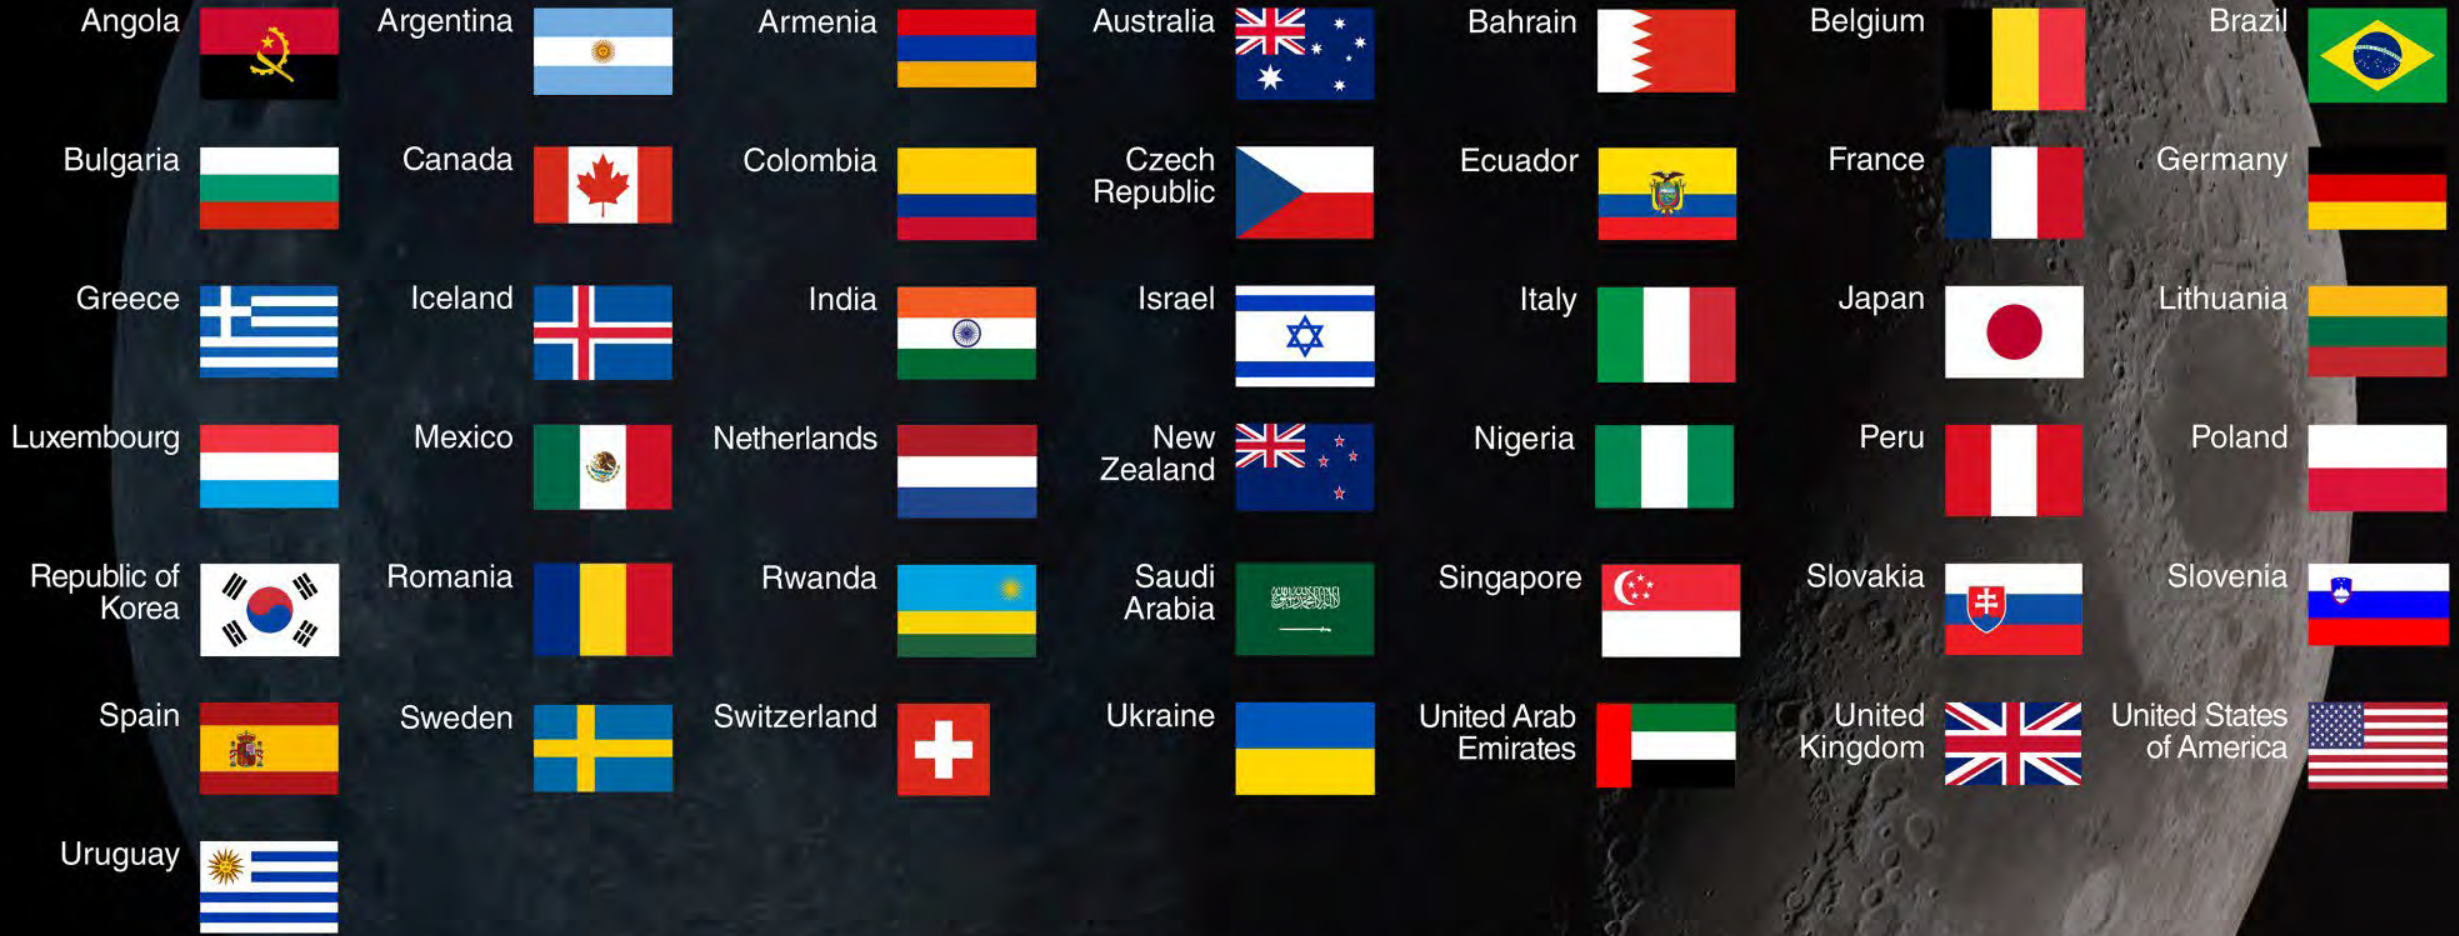 Angola
Argentina
Armenia
Australia
Bahrain
Belgium
Brazil
Bulgaria
Canada
Colombia
Czech
Republic
Ecuador
France
Germany
Greece
Iceland
India
Israel
Italy
Japan
Lithuania
Luxembourg
Mexico
Netherlands
New
Zealand
Nigeria
Peru
Poland
Republic of
Korea
Romania
Rwanda
Saudi
Arabia
Singapore
Slovakia
Slovenia
Spain
Sweden
Switzerland
Ukraine
United Arab
Emirates
United
Kingdom
United States
of America
Uruguay